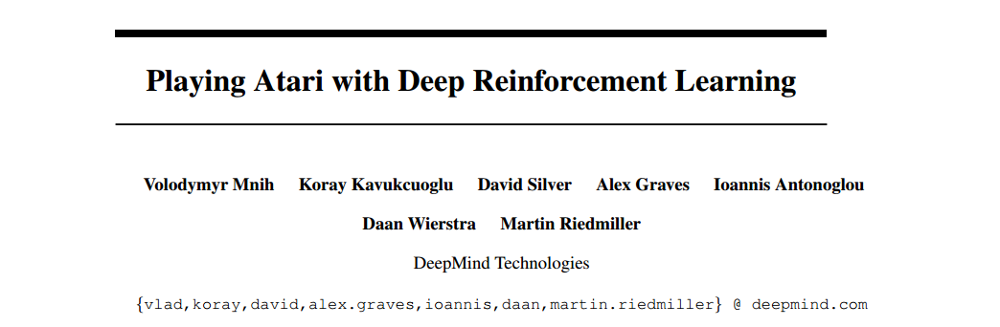 Playing Atari with Deep Reinforcement Learning
Volodymyr Mnih Koray Kavukcuoglu David Silver Alex Graves Ioannis Antonoglou
Daan Wierstra Martin Riedmiller
DeepMind Technologies
{vlad,koray,david,alex.graves,ioannis,daan,martin.riedmiller} @ deepmind.com